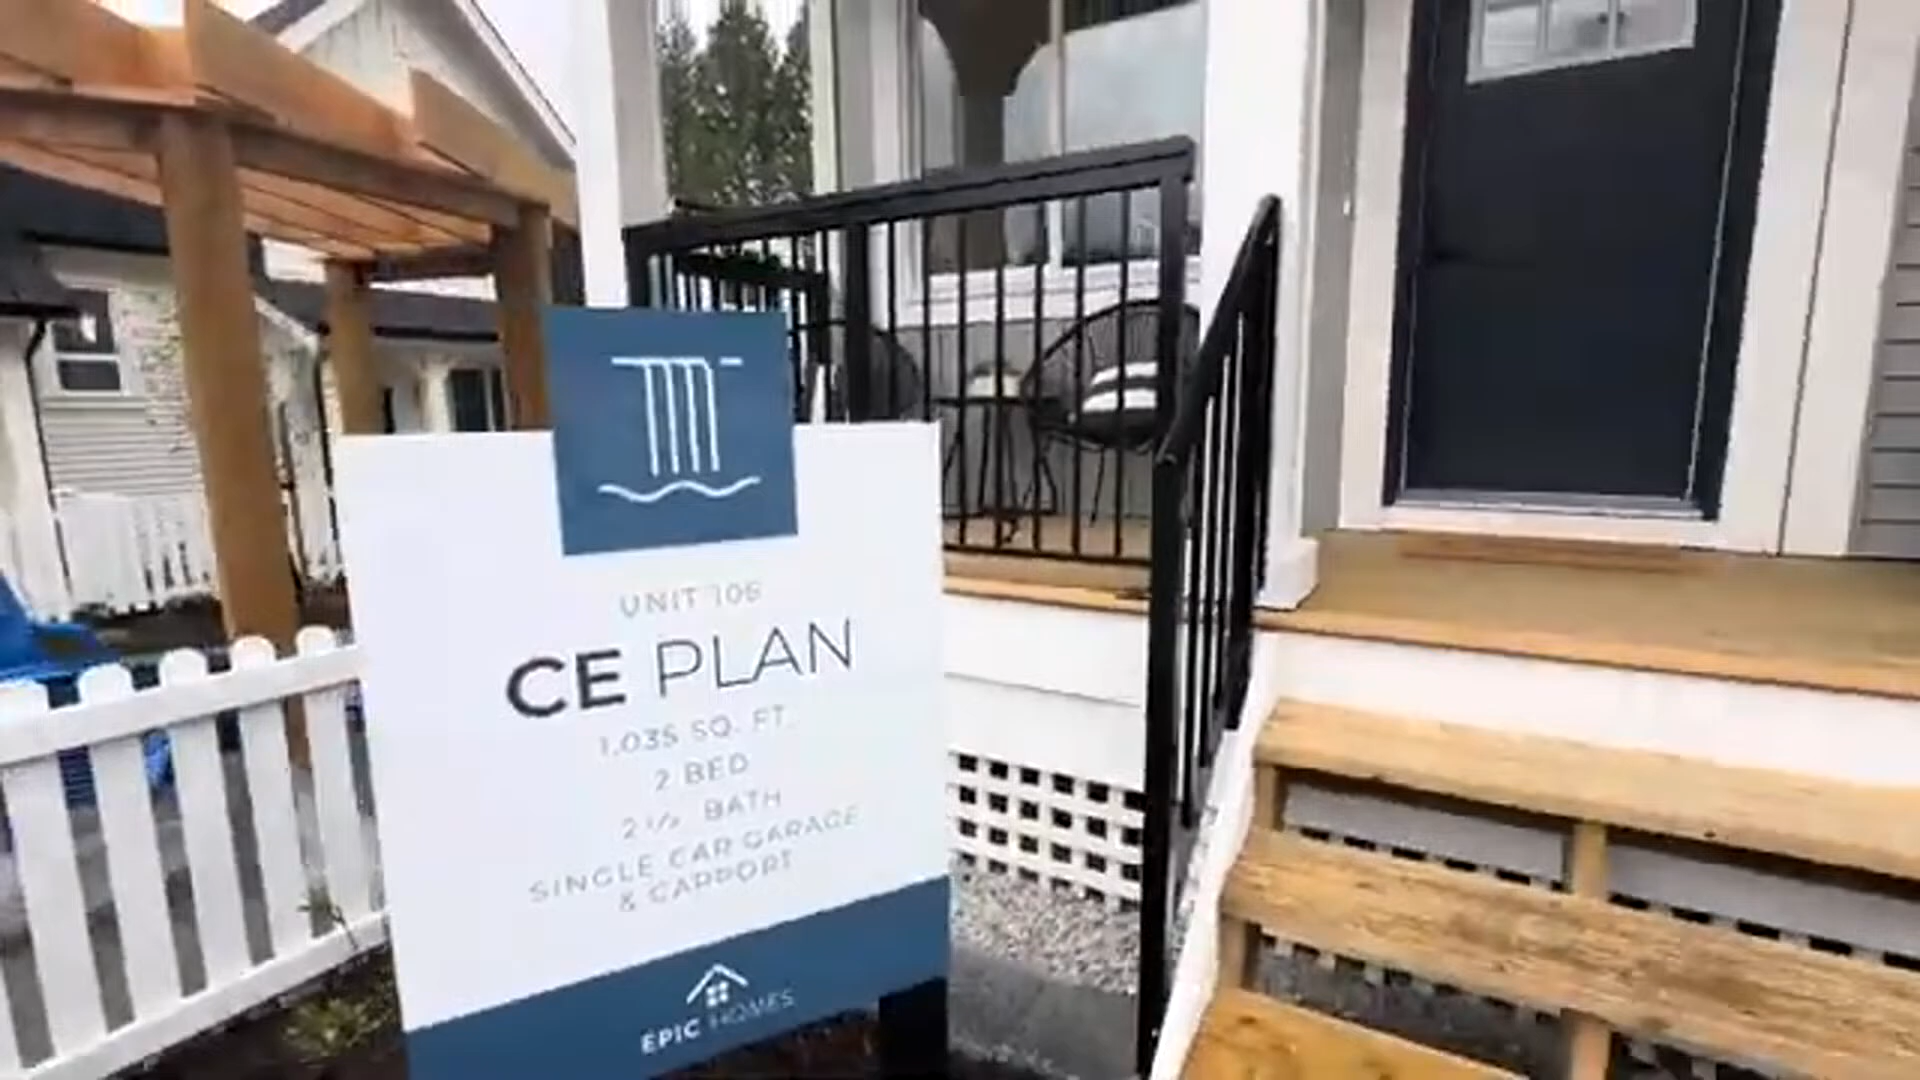 UNIT 106
CE PLAN
1,035 SQ. FT.
2 BED
2 1/2 BATH
SINGLE CAR GARAGE
& CARPORT
EPIC HOMES